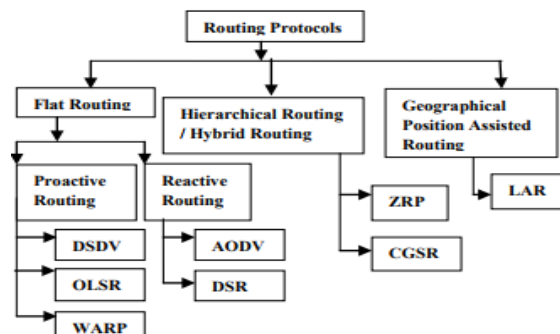 Routing Protocols
Flat Routing
Hierarchical Routing
/ Hybrid Routing
Geographical
Position Assisted
Routing
Proactive
Routing
Reactive
Routing
ZRP
LAR
DSDV
AODV
CGSR
OLSR
DSR
WARP